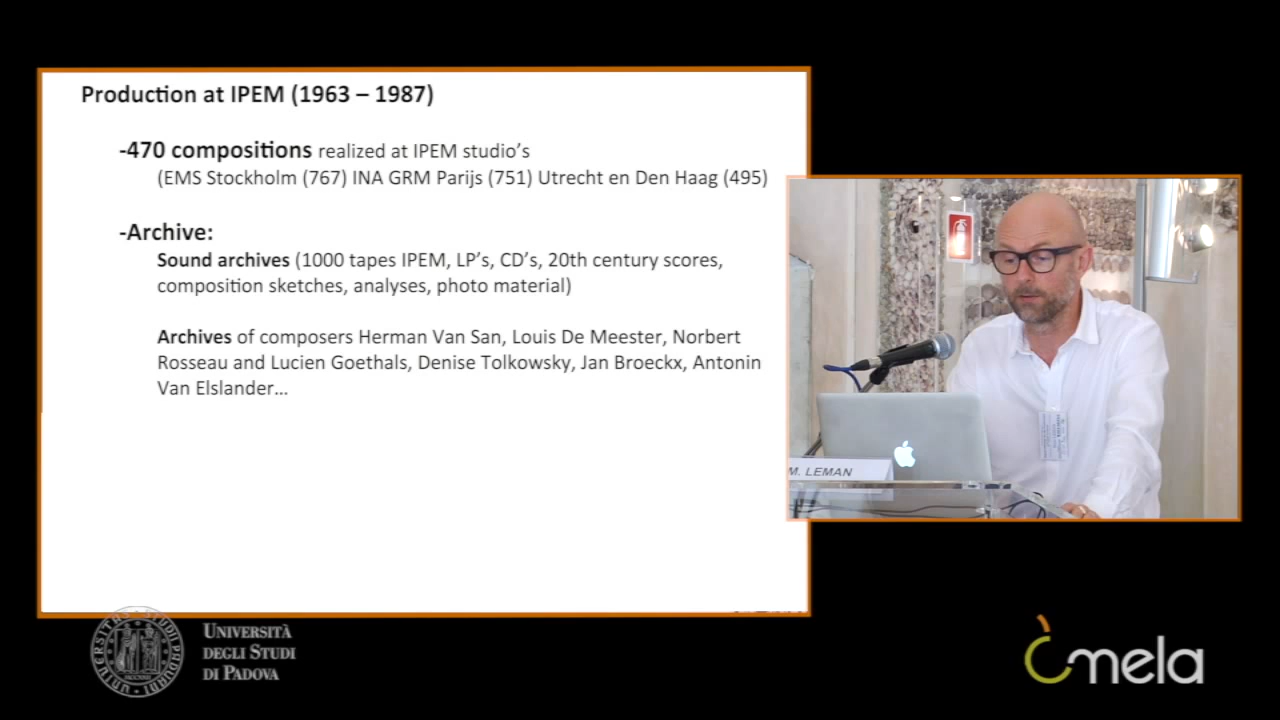 Production at IPEM (1963 – 1987)
-470 compositions realized at IPEM studio's
(EMS Stockholm (767) INA GRM Parijs (751) Utrecht en Den Haag (495)
-Archive:
Sound archives (1000 tapes IPEM, LP's, CD's, 20th century scores,
composition sketches, analyses, photo material)
Archives of composers Herman Van San, Louis De Meester, Norbert
Rosseau and Lucien Goethals, Denise Tolkowsky, Jan Broeckx, Antonin
Van Elslander...
M. LEMAN
UNIVERSITÀ
DEGLI STUDI
DI PADOVA
mela